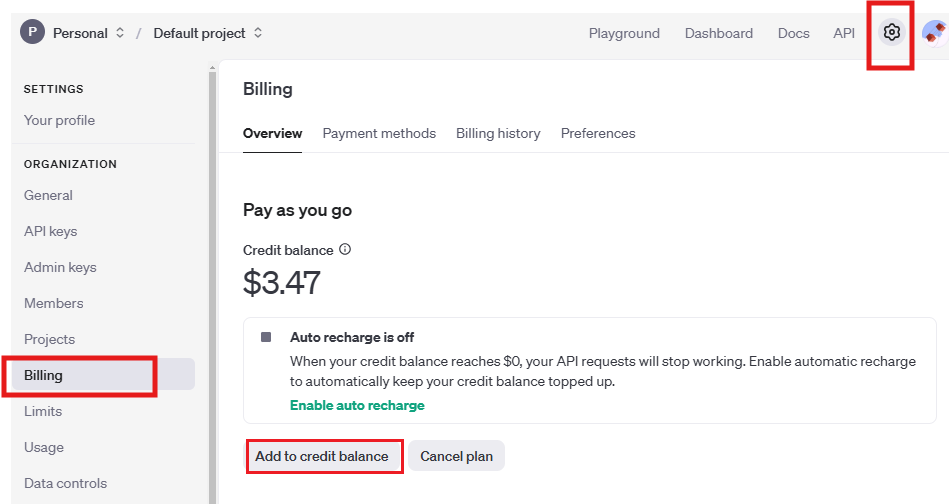 P Personal / Default project Playground Dashboard Docs API
SETTINGS
Your profile
ORGANIZATION
General
API keys
Admin keys
Members
Projects
Billing
Limits
Usage
Data controls
Billing
Overview Payment methods Billing history Preferences
Pay as you go
Credit balance
$3.47
Auto recharge is off
When your credit balance reaches $0, your API requests will stop working. Enable automatic recharge
to automatically keep your credit balance topped up.
Enable auto recharge
Add to credit balance Cancel plan